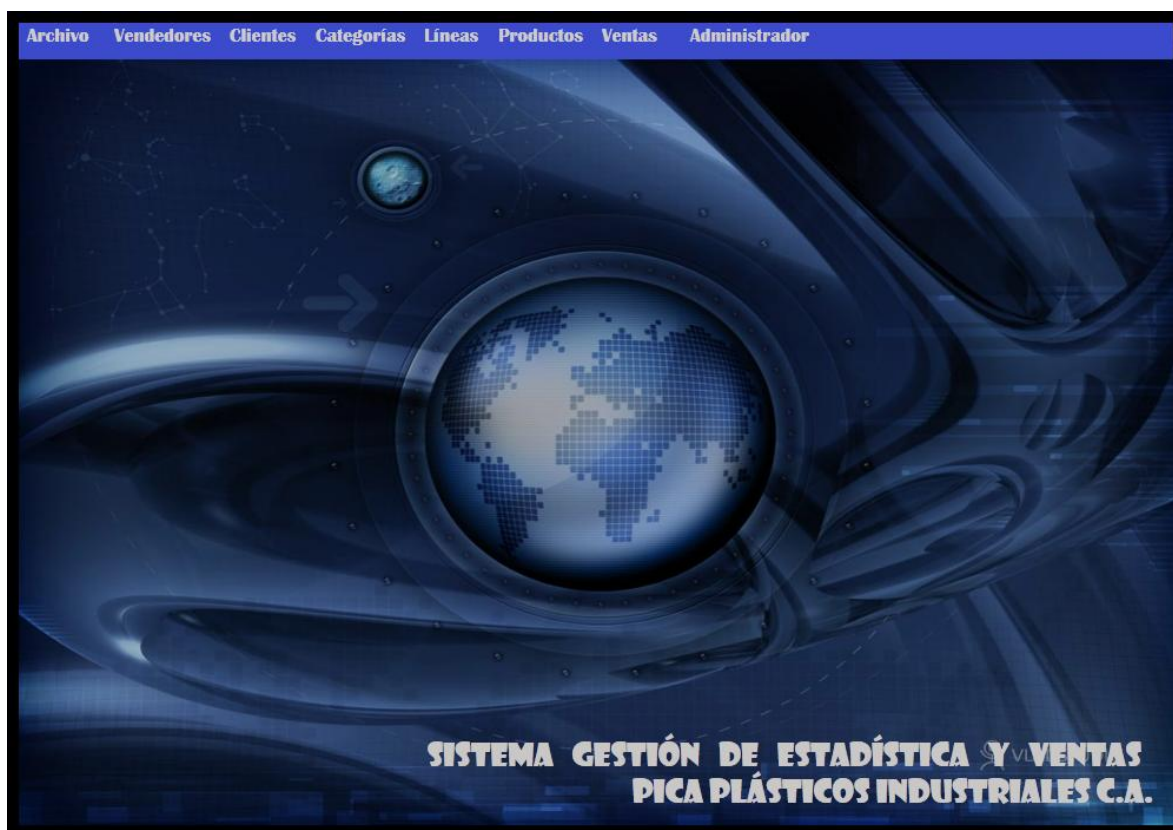 Archivo Vendedores Clientes Categorías Líneas Productos Ventas Administrador
SISTEMA GESTIÓN DE ESTADÍSTICA Y VENTAS
PICA PLÁSTICOS INDUSTRIALES C.A.